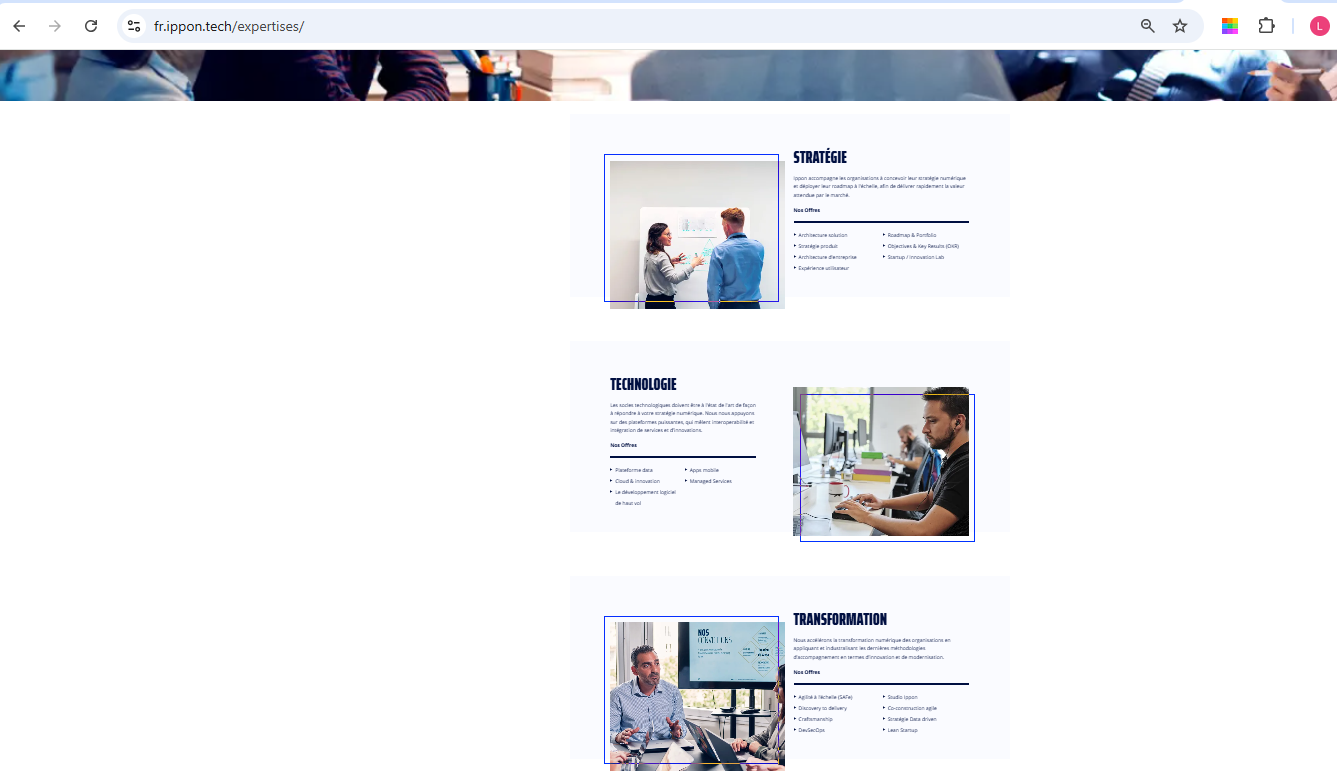 fr.ippon.tech/expertises/
L
STRATÉGIE
Ippon accompagne les organisations à concevoir leur stratégie numérique
et déployer leur roadmap à l'échelle, afin de délivrer rapidement la valeur
attendue par le marché.
Nos Offres
Architecture solution
Stratégie produit
Architecture d'entreprise
Expérience utilisateur
Roadmap & Portfolio
Objectives & Key Results (OKR)
Startup / Innovation Lab
TECHNOLOGIE
Les socles technologiques doivent être à l'état de l'art de façon
à répondre à votre stratégie numérique. Nous nous appuyons
sur des plateformes puissantes, qui mêlent interoperabilité et
intégration de services et d'innovations.
Nos Offres
Plateforme data
Cloud & Innovation
Le développement logiciel
de haut vol
Apps mobile
Managed Services
NOS
TRANSFORMATION
Nous accélérons la transformation numérique des organisations en
appliquant et industralisant les dernières méthodologies
d'accompagnement en termes d'innovation et de modernisation.
Nos Offres
Agilité à l'échelle (SAFe)
Discovery to delivery
Craftsmanship
DevSecOps
Studio Ippon
Co-construction agile
Stratégie Data driven
Lean Startup